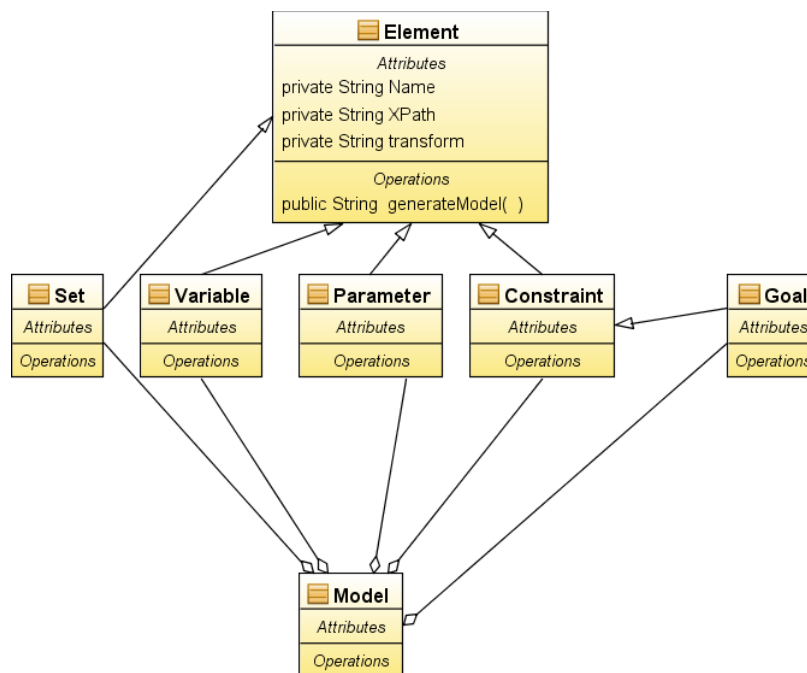 Element
Attributes
private String Name
private String XPath
private String transform
Operations
public String generateModel( )
Set
Attributes
Operations
Variable
Attributes
Operations
Parameter
Attributes
Operations
Constraint
Attributes
Operations
Goal
Attributes
Operations
Model
Attributes
Operations